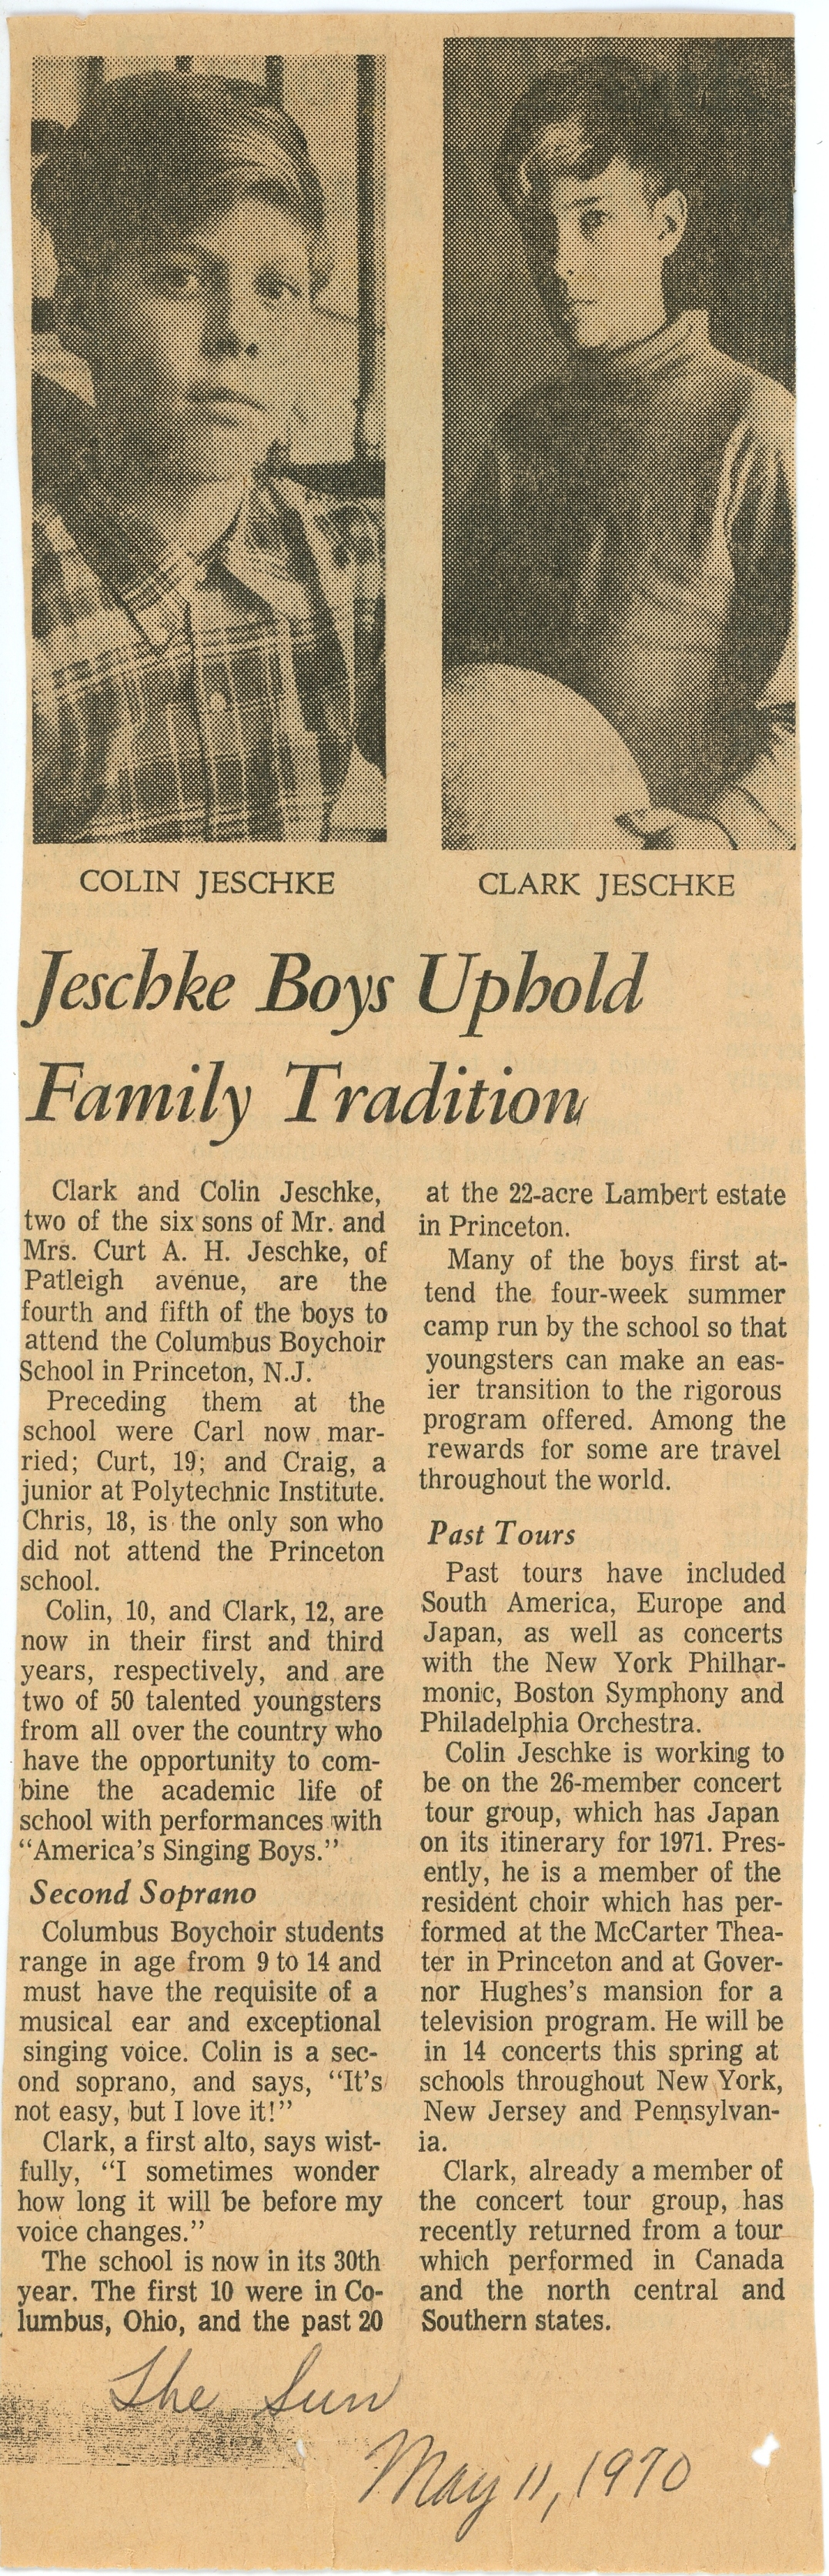 COLIN JESCHKE
CLARK JESCHKE
Jeschke Boys Uphold
Family Tradition
Clark and Colin Jeschke,
two of the six sons of Mr. and
Mrs. Curt A. H. Jeschke, of
Patleigh avenue, are the
fourth and fifth of the boys to
attend the Columbus Boychoir
School in Princeton, N.J.
Preceding them at the
school were Carl now mar-
ried; Curt, 19; and Craig, a
junior at Polytechnic Institute.
Chris, 18, is the only son who
did not attend the Princeton
school.
Colin, 10, and Clark, 12, are
now in their first and third
years, respectively, and are
two of 50 talented youngsters
from all over the country who
have the opportunity to com-
bine the academic life of
school with performances with
"America's Singing Boys."
Second Soprano
Columbus Boychoir students
range in age from 9 to 14 and
must have the requisite of a
musical ear and exceptional
singing voice. Colin is a sec-
ond soprano, and says, "It's
not easy, but I love it!"
Clark, a first alto, says wist-
fully, "I sometimes wonder
how long it will be before my
voice changes."
The school is now in its 30th
year. The first 10 were in Co-
lumbus, Ohio, and the past 20
at the 22-acre Lambert estate
in Princeton.
Many of the boys first at-
tend the four-week summer
camp run by the school so that
youngsters can make an eas-
ier transition to the rigorous
program offered. Among the
rewards for some are travel
throughout the world.
Past Tours
Past tours have included
South America, Europe and
Japan, as well as concerts
with the New York Philhar-
monic, Boston Symphony and
Philadelphia Orchestra.
Colin Jeschke is working to
be on the 26-member concert
tour group, which has Japan
on its itinerary for 1971. Pres-
ently, he is a member of the
resident choir which has per-
formed at the McCarter Thea-
ter in Princeton and at Gover-
nor Hughes's mansion for a
television program. He will be
in 14 concerts this spring at
schools throughout New York,
New Jersey and Pennsylvan-
ia.
Clark, already a member of
the concert tour group, has
recently returned from a tour
which performed in Canada
and the north central and
Southern states.
The Sun
May 11, 1970